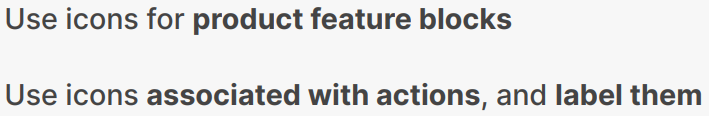 Use icons for product feature blocks
Use icons associated with actions, and label them